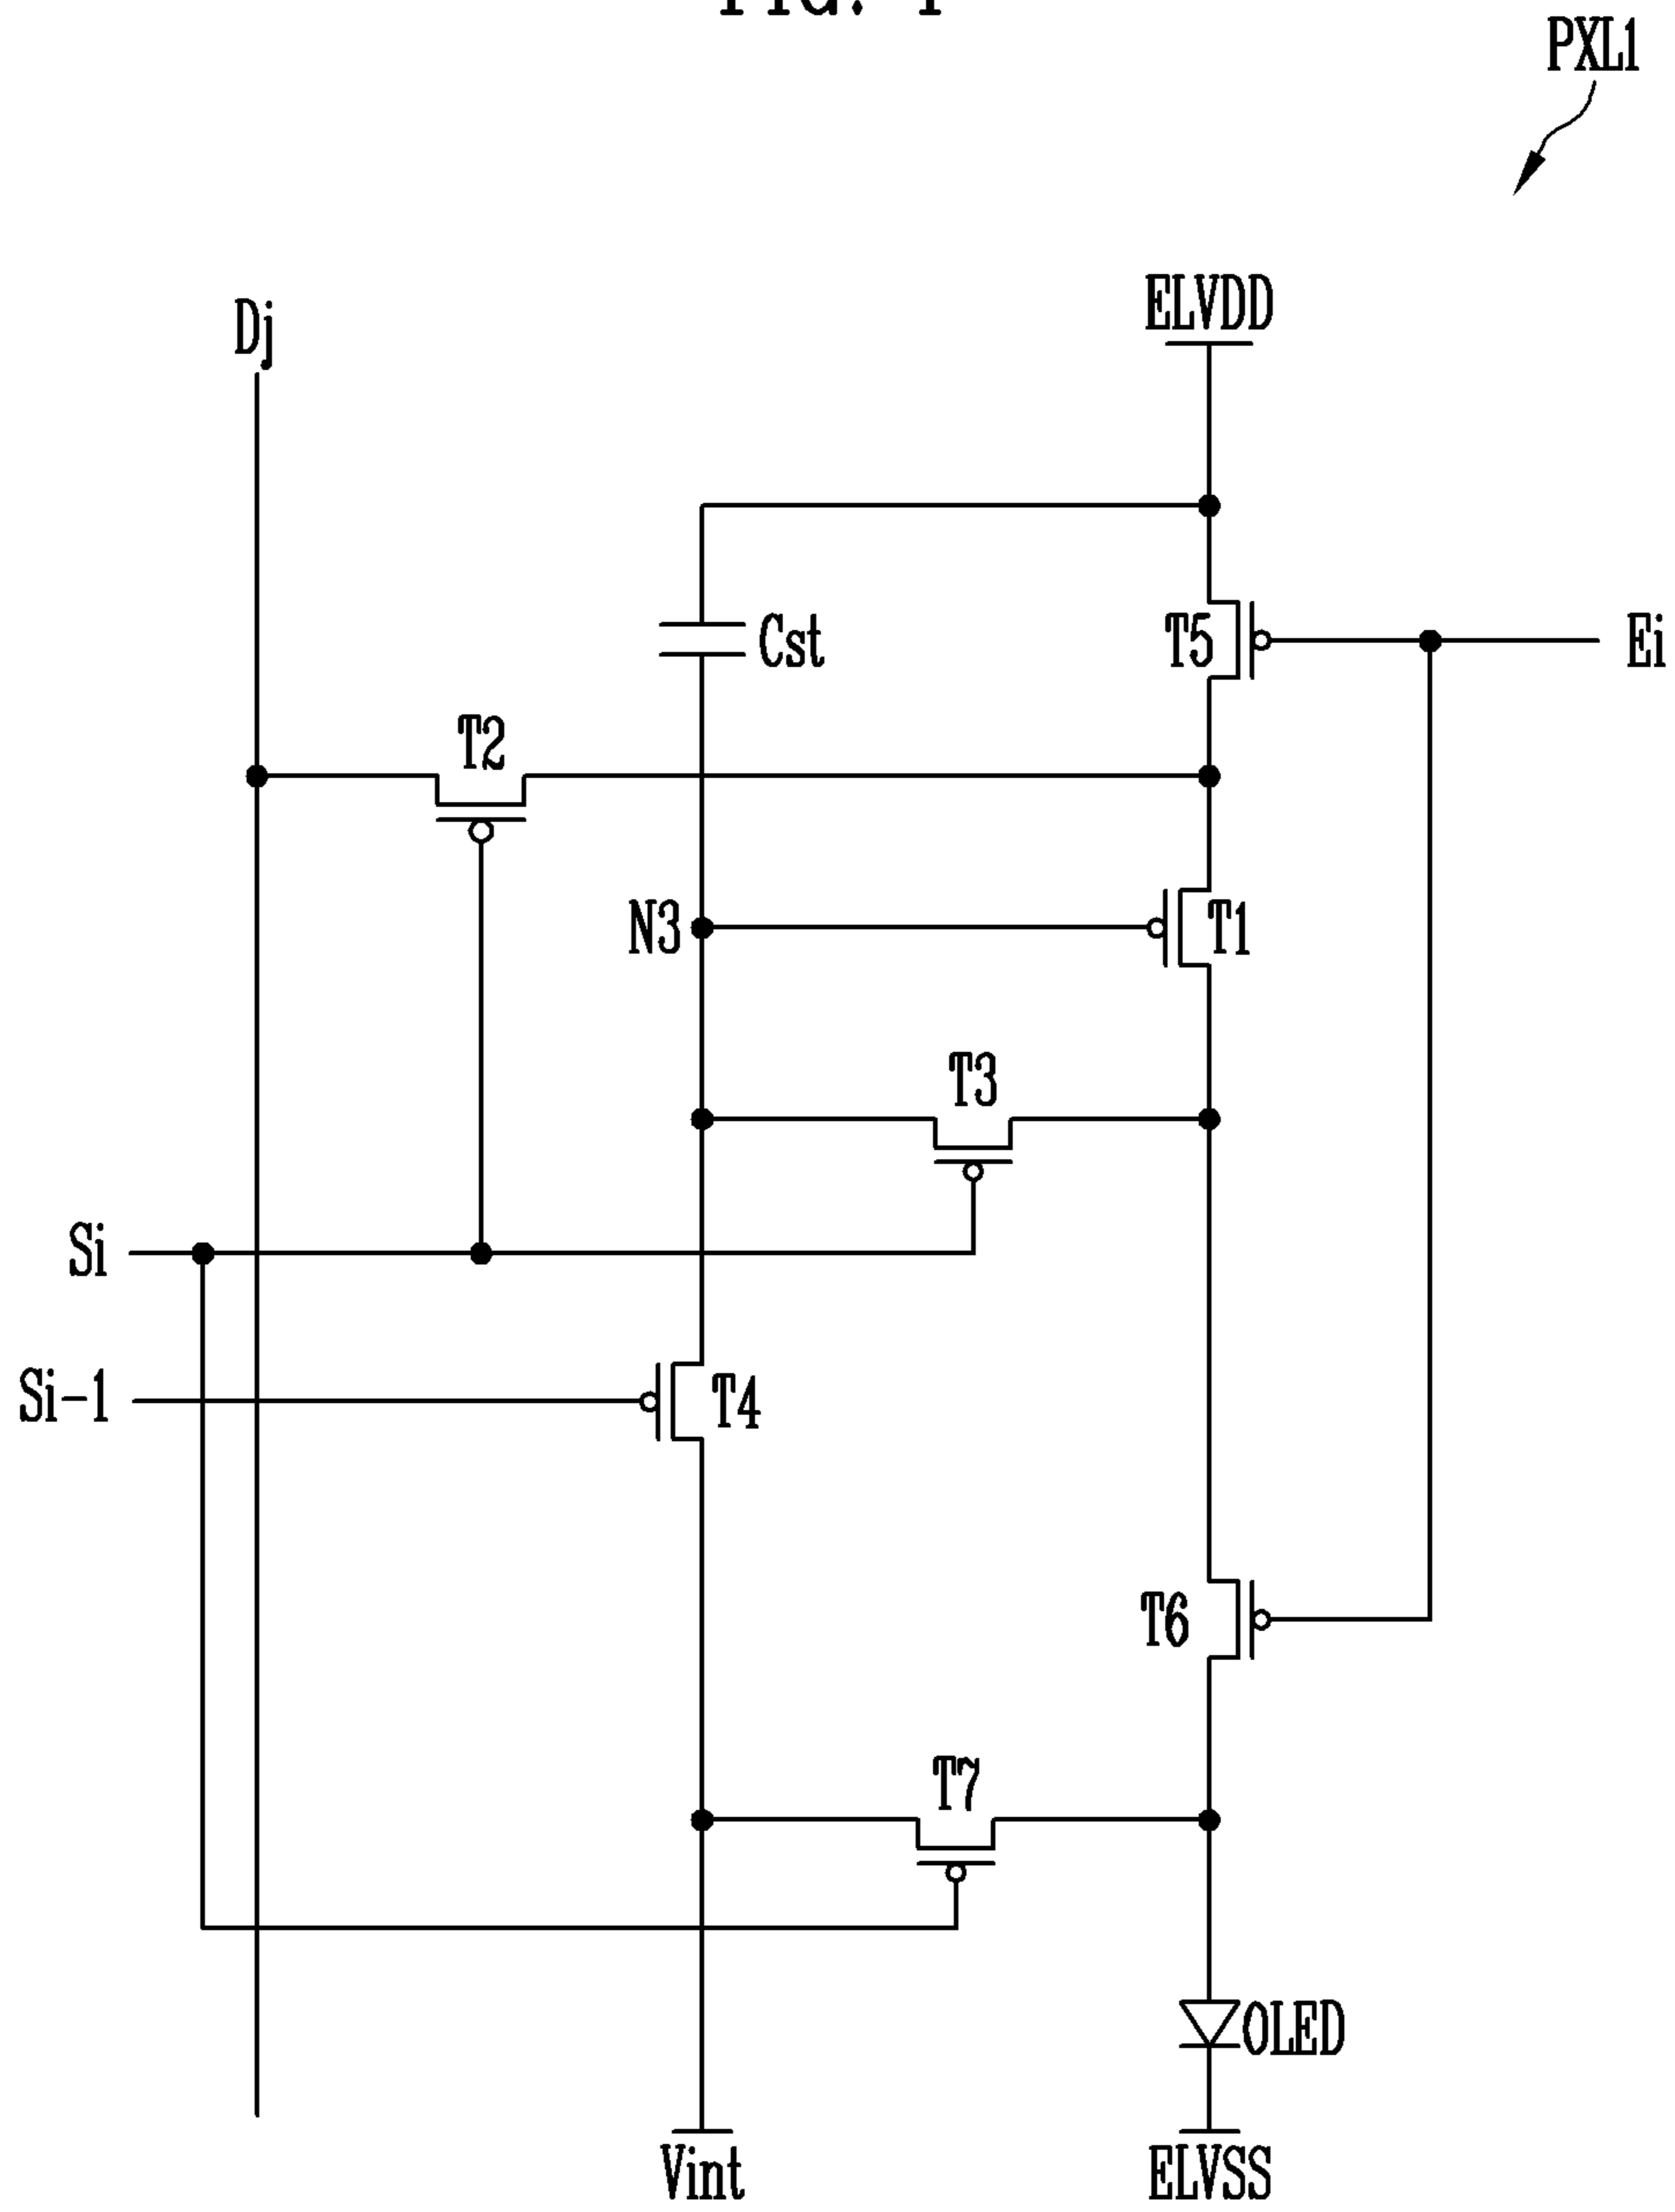 PXL1
ELVDD
Dj
Cst
T5
Ei
T2
N3
T1
T3
Si
Si-1
T4
T6
T7
OLED
Vint
ELVSS